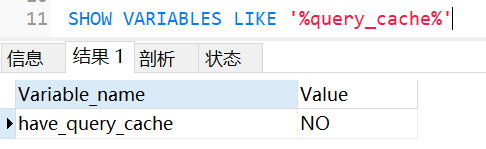 11 SHOW VARIABLES LIKE '%query_cache%'
信息 结果 1 剖析 状态
Variable_name Value
have_query_cache NO